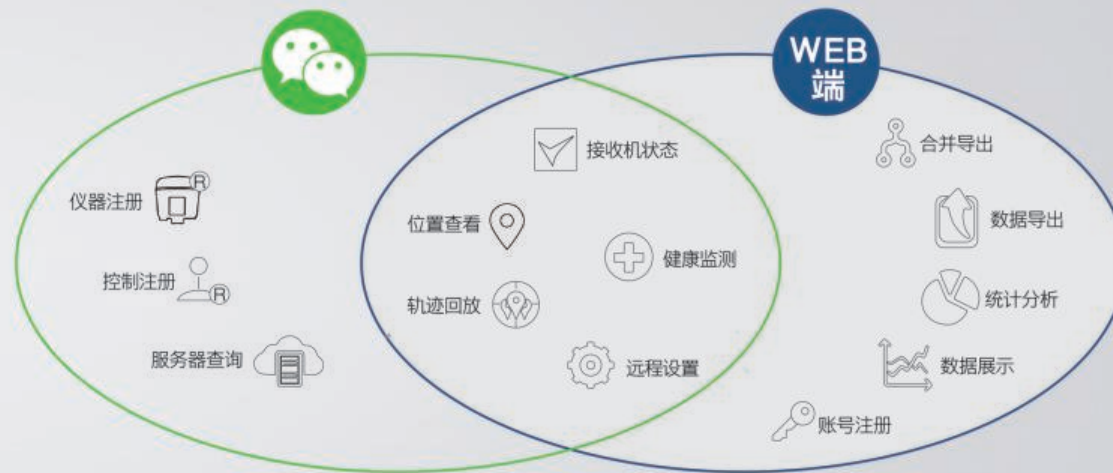 WEB
端
接收机状态
合并导出
仪器注册
R
位置查看
数据导出
健康监测
控制注册
R
轨迹回放
统计分析
服务器查询
远程设置
数据展示
账号注册